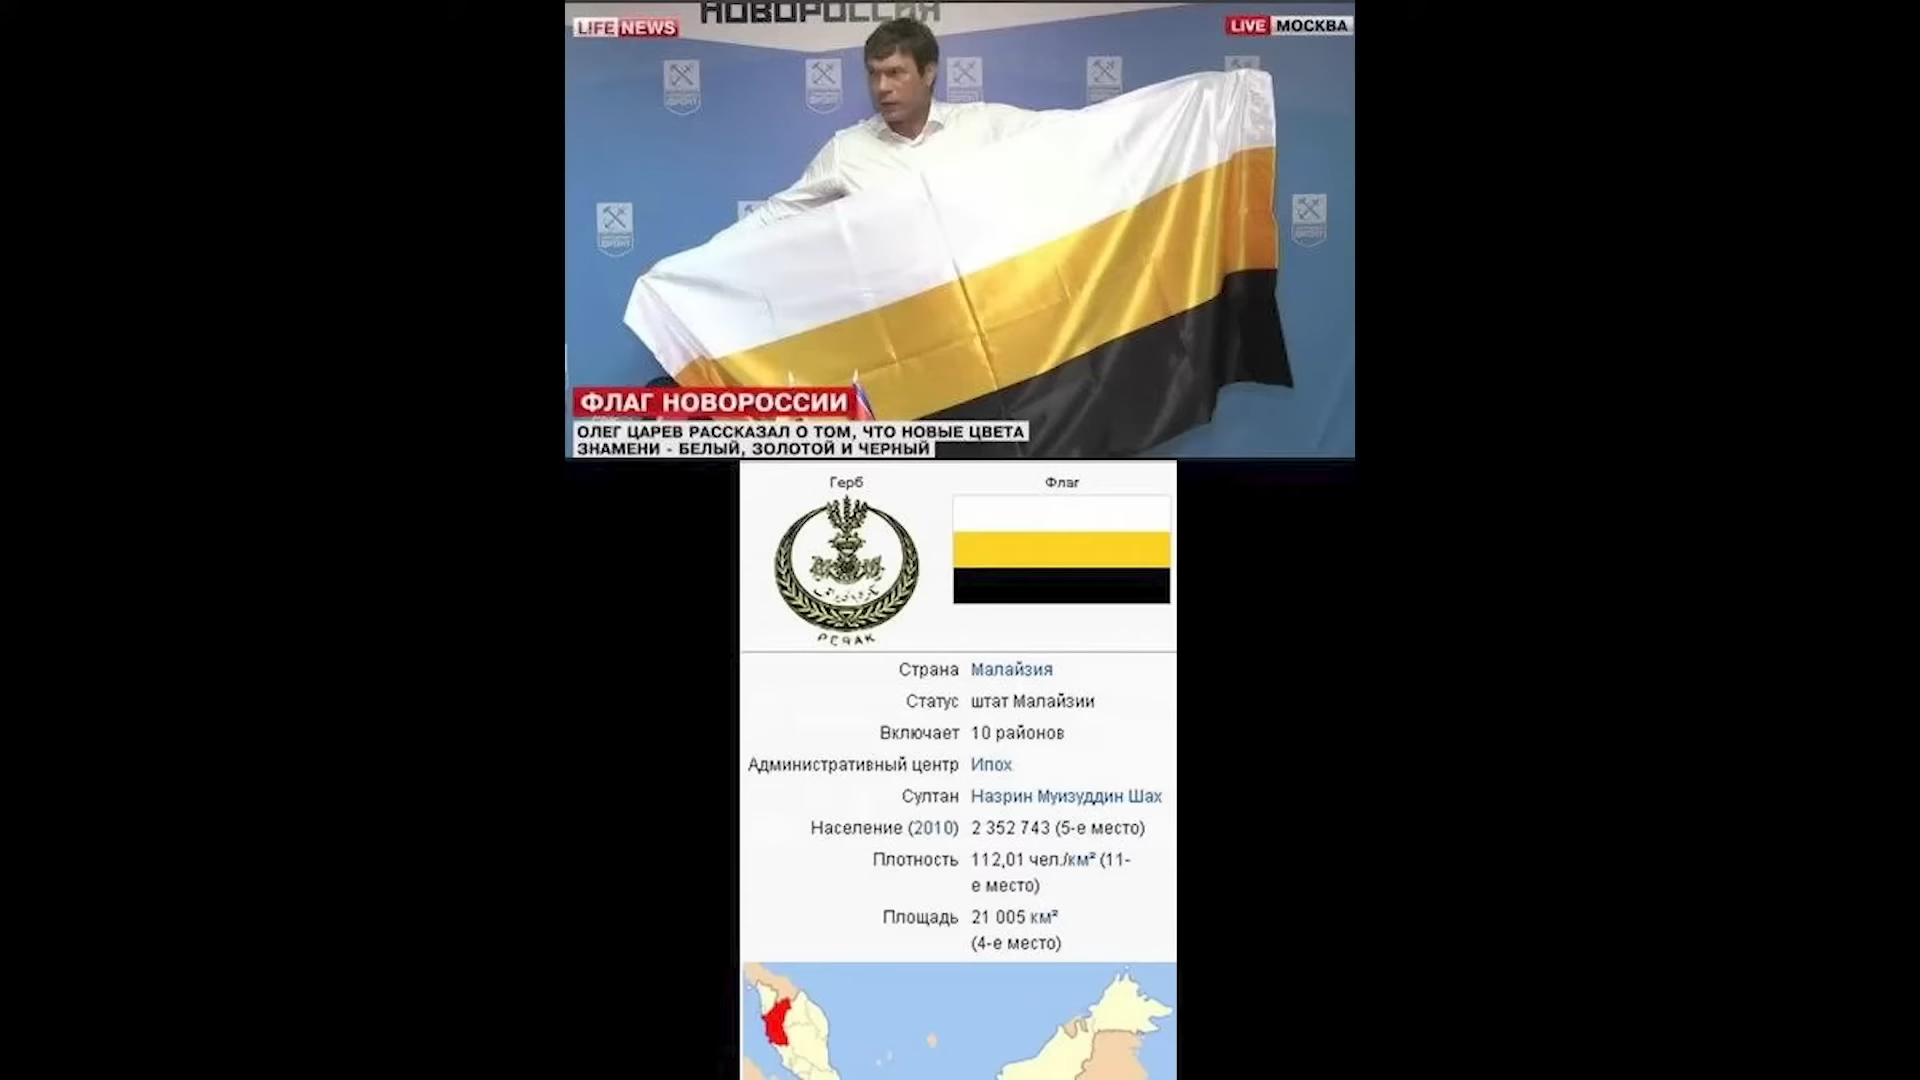 НОВОРОССИЯ
LIFE NEWS
LIVE МОСКВА
ФЛАГ НОВОРОССИИ
ОЛЕГ ЦАРЕВ РАССКАЗАЛ О ТОМ, ЧТО НОВЫЕ ЦВЕТА
ЗНАМЕНИ - БЕЛЫЙ, ЗОЛОТОЙ И ЧЕРНЫЙ
Герб Флаг
PERAK
Страна Малайзия
Статус штат Малайзии
Включает 10 районов
Административный центр Ипох
Султан Назрин Муизуддин Шах
Население (2010) 2 352 743 (5-е место)
Плотность 112,01 чел./км² (11-
е место)
Площадь 21 005 км²
(4-е место)